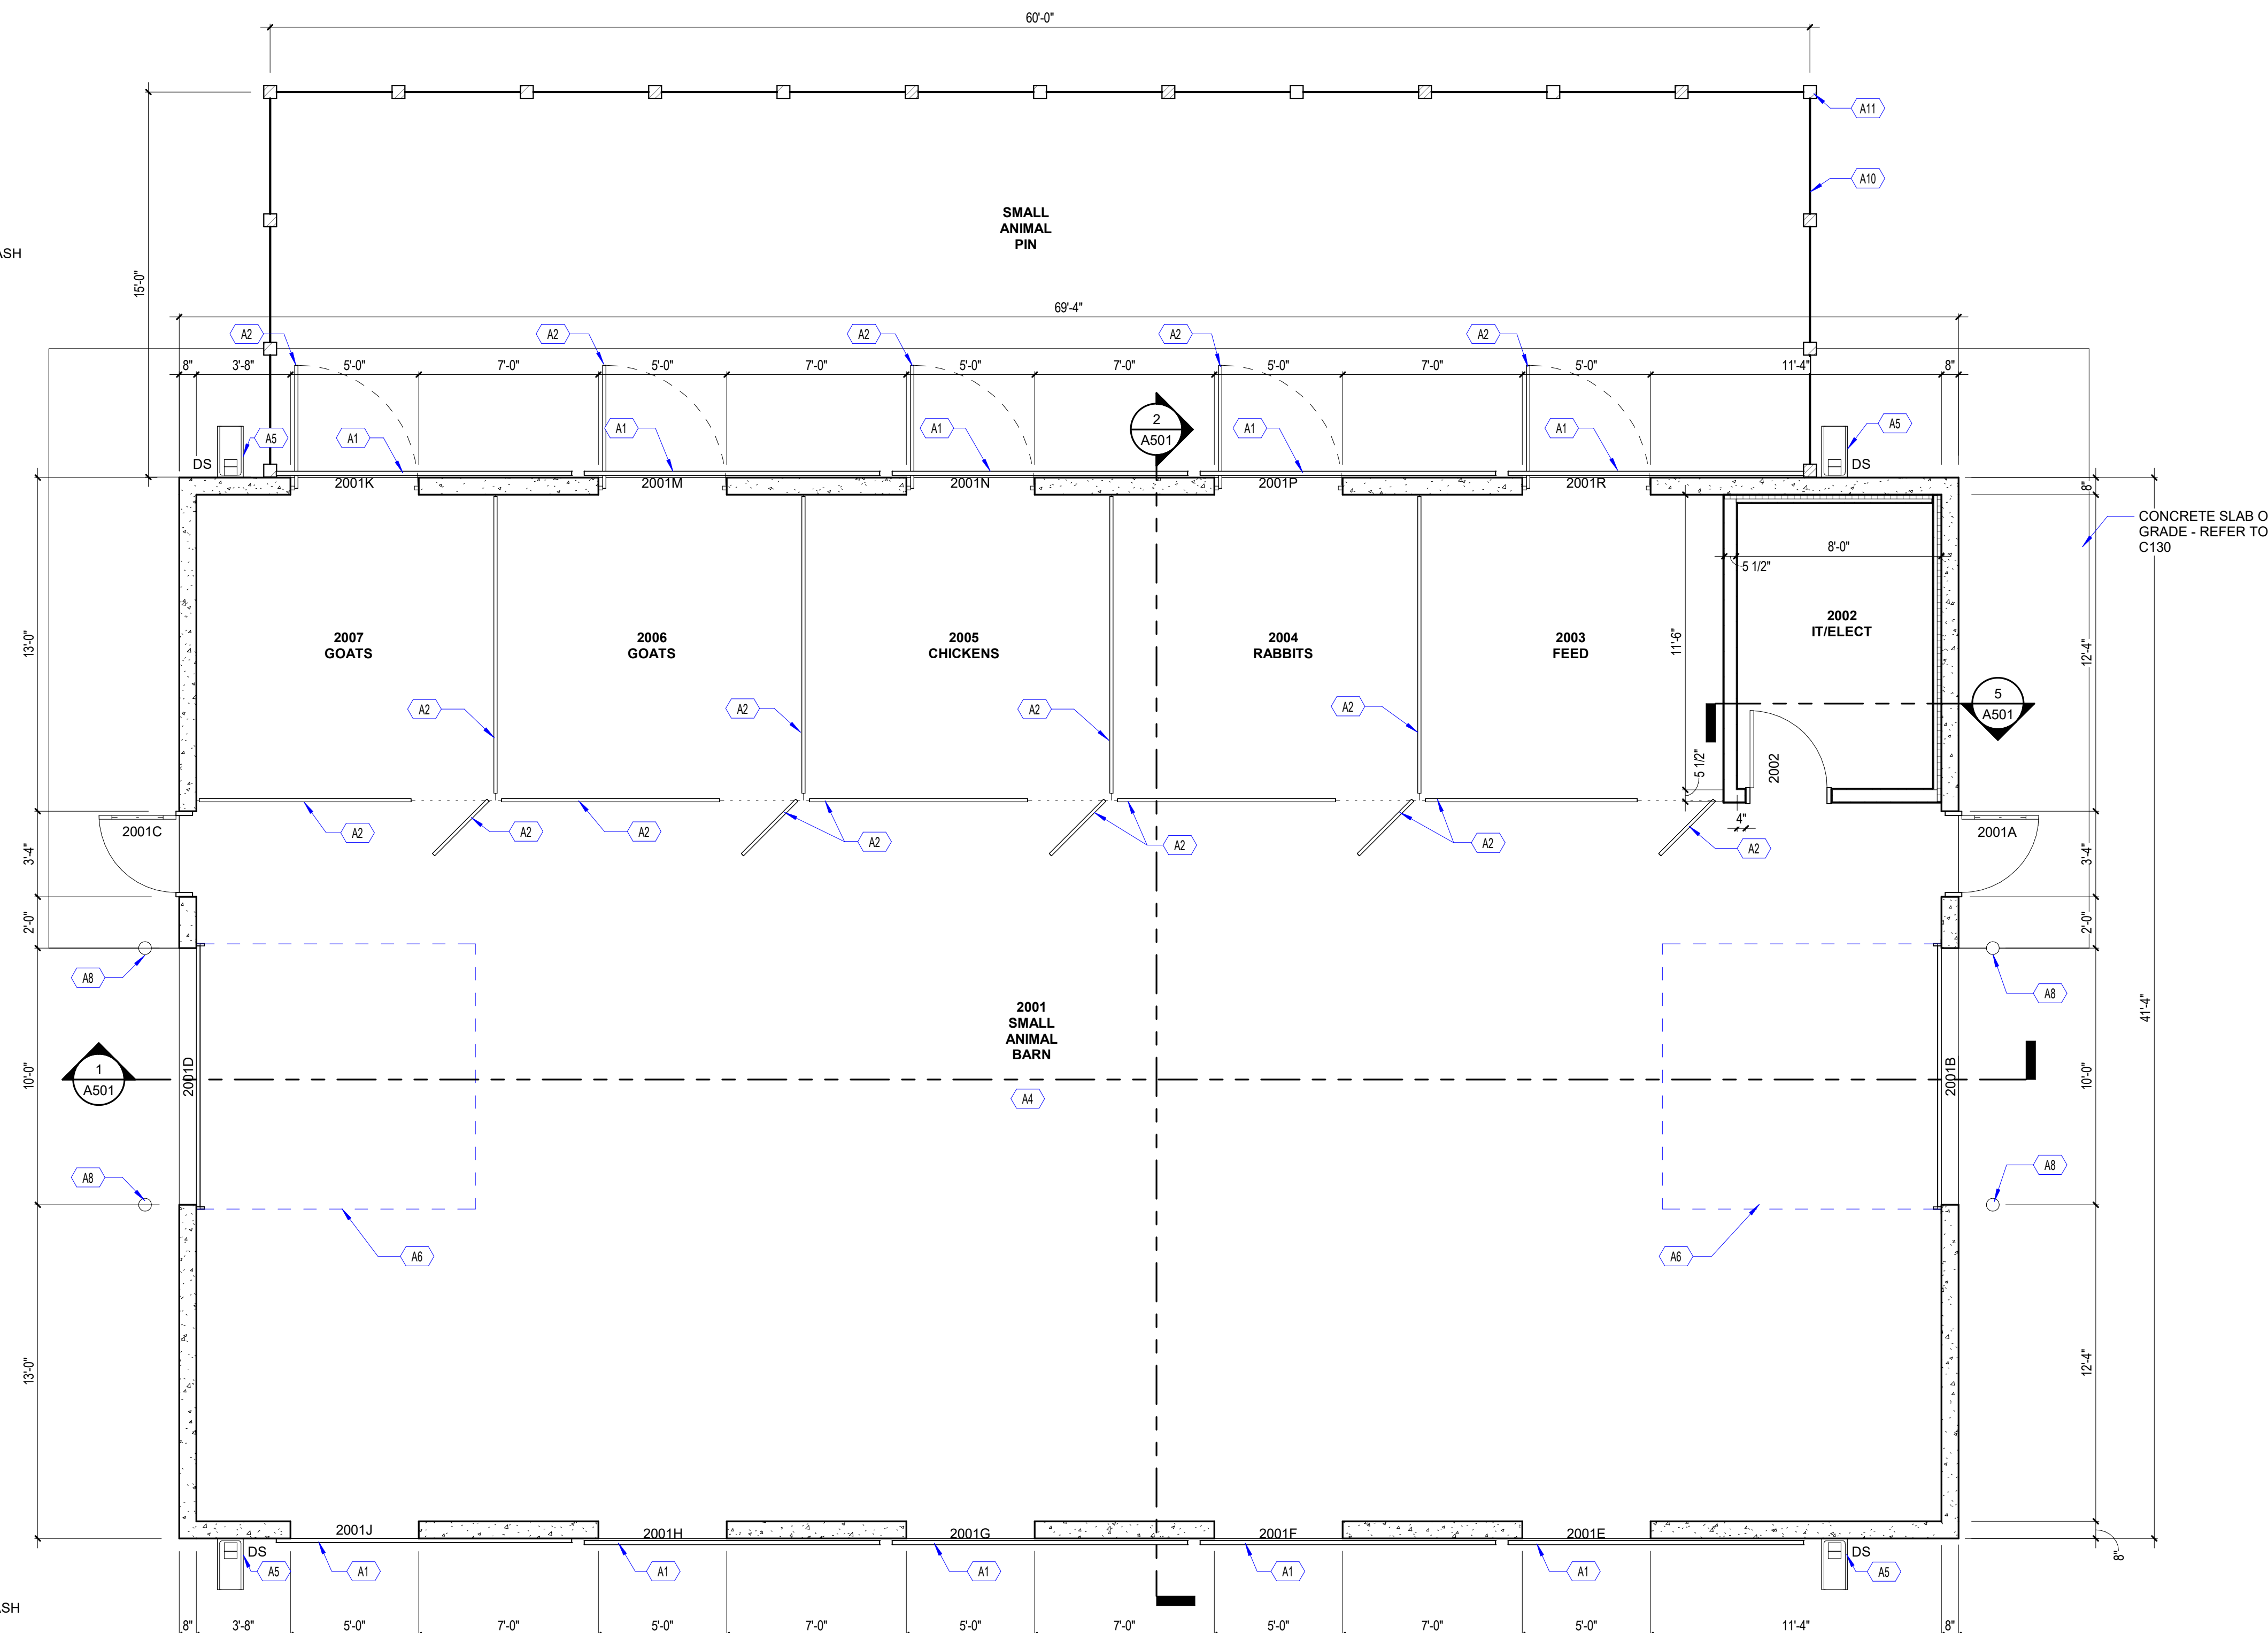 60'-0"
A11
A10
SMALL
ANIMAL
PIN
ASH
15'-0"
69'-4"
A2
A2
A2
A2
A2
8"
3'-8"
5'-0"
7'-0"
5'-0"
7'-0"
5'-0"
7'-0"
5'-0"
7'-0"
5'-0"
11'-4"
8"
2
A501
A5
A1
A1
A1
A1
A1
A5
DS
DS
2001K
2001M
2001N
2001P
2001R
8"
CONCRETE SLAB O
GRADE - REFER TO
C130
8'-0"
5 1/2"
13'-0"
2007
GOATS
2006
GOATS
2005
CHICKENS
2004
RABBITS
2003
FEED
11'-6"
2002
IT/ELECT
12'-4"
A2
A2
A2
A2
5
A501
5 1/2"
2002
4"
2001C
A2
A2
A2
A2
A2
A2
A2
2001A
3'-4"
3'-4"
2'-0"
2'-0"
A8
A8
2001
SMALL
ANIMAL
BARN
41'-4"
1
A501
10'-0"
2001D
2001B
10'-0"
A4
A8
A8
A6
A6
13'-0"
12'-4"
2001J
2001H
2001G
2001F
2001E
DS
DS
8"
A5
A1
A1
A1
A1
A1
A5
ASH
8"
3'-8"
5'-0"
7'-0"
5'-0"
7'-0"
5'-0"
7'-0"
5'-0"
7'-0"
5'-0"
11'-4"
8"